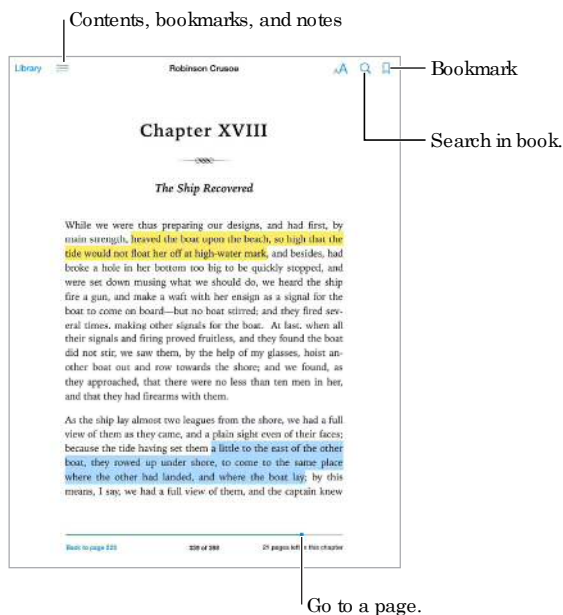 Contents, bookmarks, and notes
Library
Robinson Crusoe
AA
Bookmark
Search in book.
Chapter XVIII
The Ship Recovered
While we were thus preparing our designs, and had first, by
main strength, heaved the boat upon the beach, so high that the
tide would not float her off at high-water mark, and besides, had
broke a hole in her bottom too big to be quickly stopped, and
were set down musing what we should do, we heard the ship
fire a gun, and make a waft with her ensign as a signal for the
boat to come on board—but no boat stirred; and they fired sev-
eral times, making other signals for the boat. At last, when all
their signals and firing proved fruitless, and they found the boat
did not stir, we saw them, by the help of my glasses, hoist an-
other boat out and row towards the shore; and we found, as
they approached, that there were no less than ten men in her,
and that they had firearms with them.
As the ship lay almost two leagues from the shore, we had a full
view of them as they came, and a plain sight even of their faces;
because the tide having set them a little to the east of the other
boat, they rowed up under shore, to come to the same place
where the other had landed, and where the boat lay; by this
means, I say, we had a full view of them, and the captain knew
Back to page
of
21 pages left in this chapter
Go to a page.